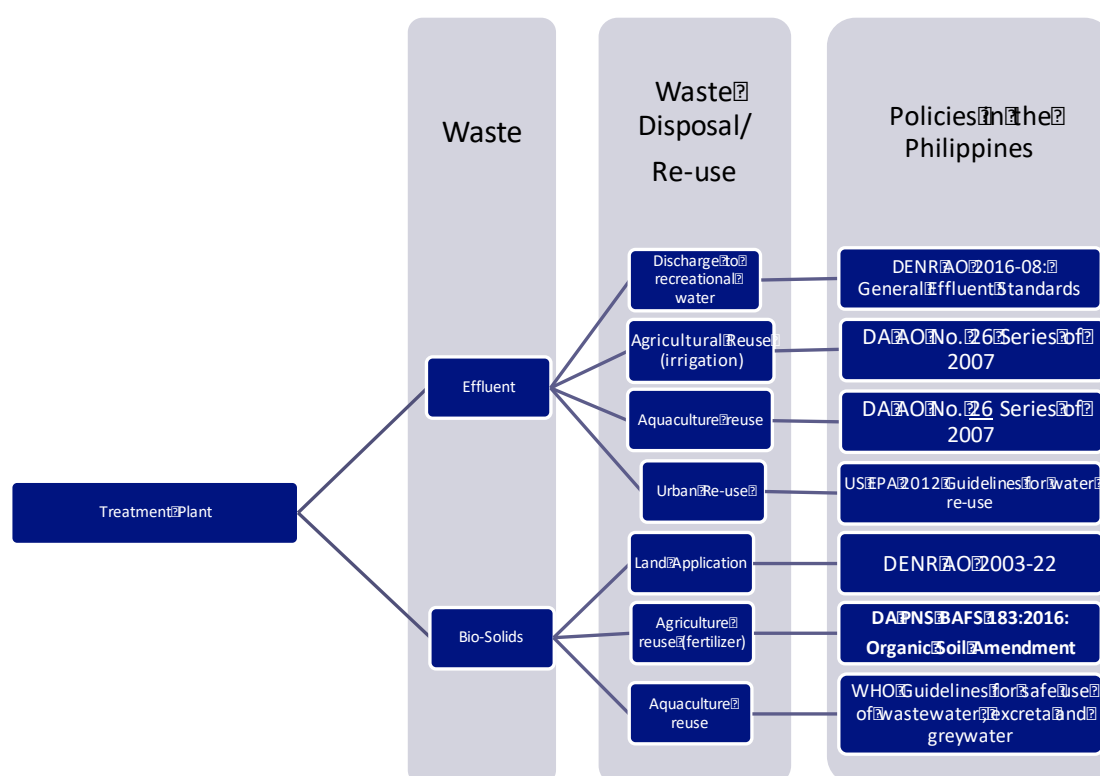 Waste
Waste
Disposal/
Re-use
Policies in the
Philippines
Treatment Plant
Effluent
Bio-Solids
Discharge to
recreational
water
Agricultural Reuse
(irrigation)
Aquaculture reuse
Urban Re-use
Land Application
Agriculture
reuse (fertilizer)
Aquaculture
reuse
DENR AO 2016-08:
General Effluent Standards
DA AO No. 26 Series of
2007
DA AO No. 26 Series of
2007
US EPA 2012 Guidelines for water
re-use
DENR AO 2003-22
DA PNS BAFS 183:2016:
Organic Soil Amendment
WHO Guidelines for safe use
of wastewater, excreta and
greywater